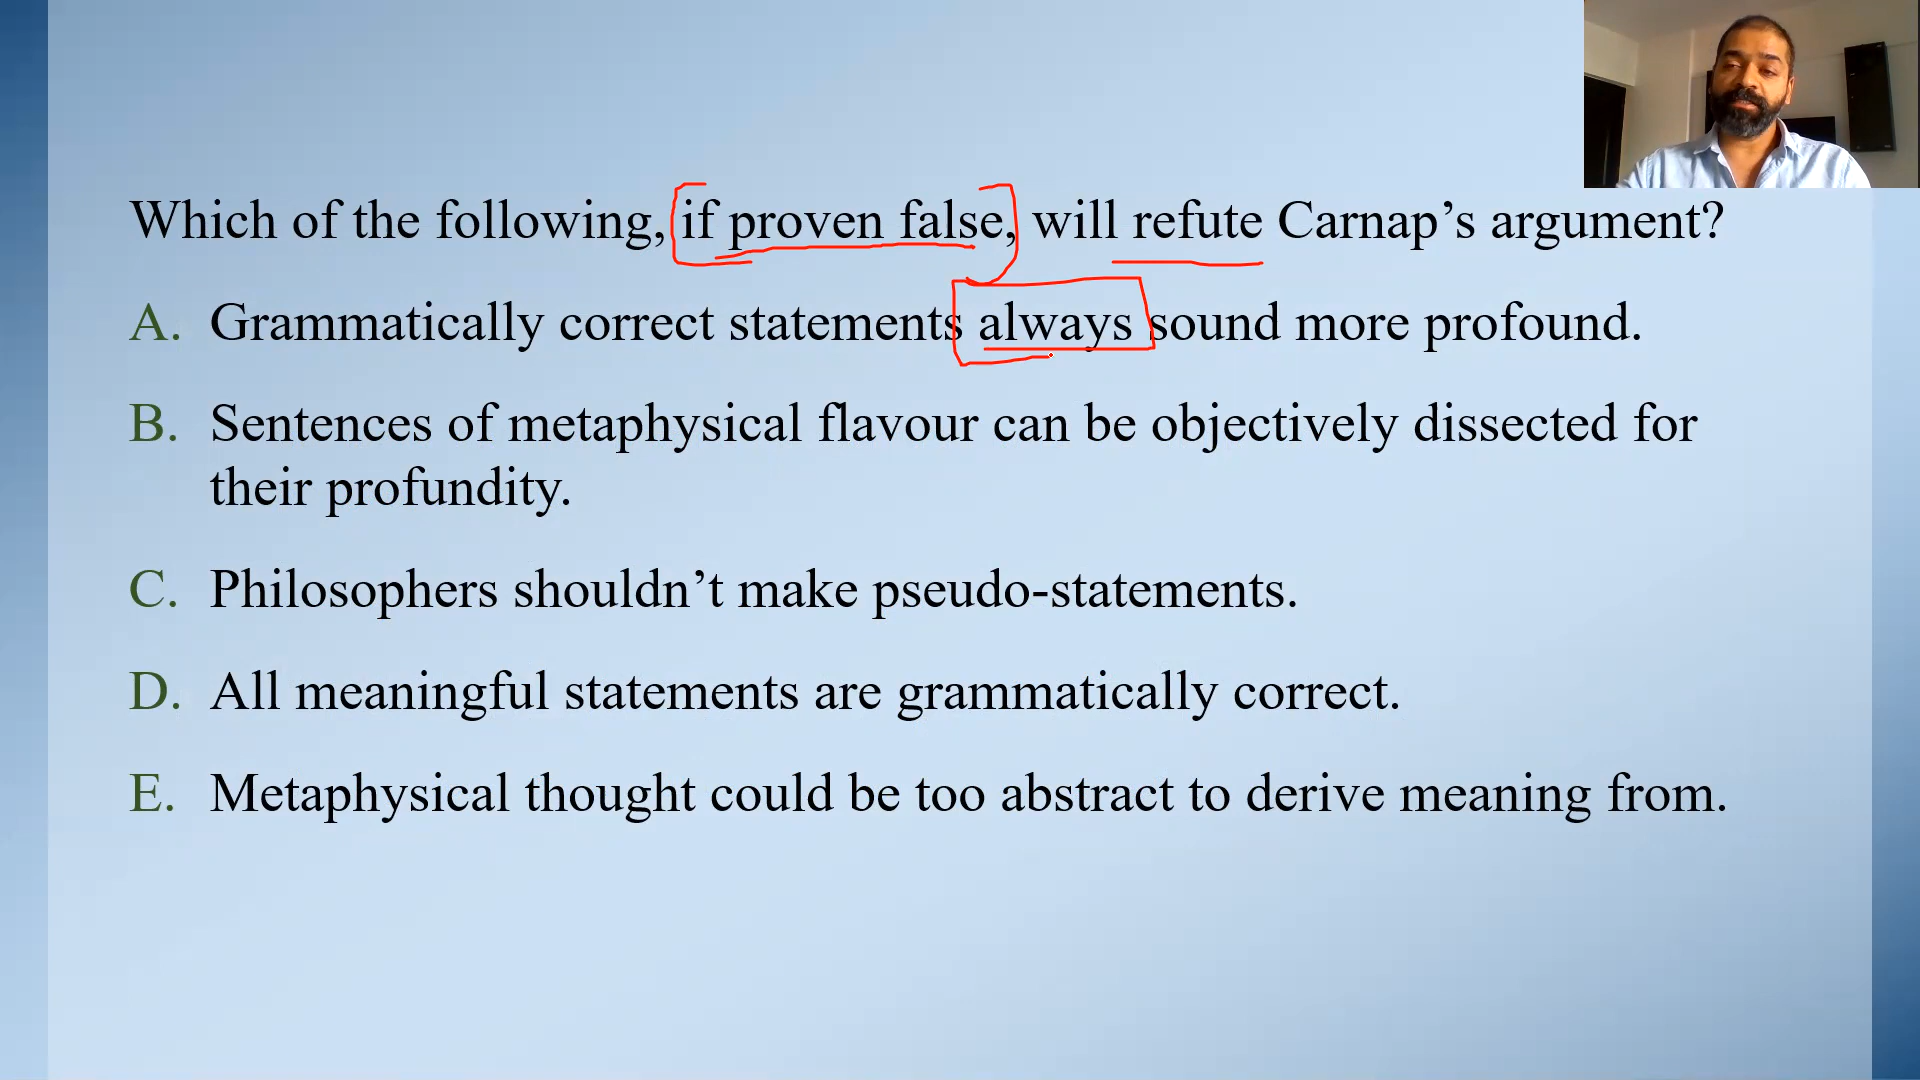 Which of the following, if proven false, will refute Carnap’s argument?
A. Grammatically correct statements always sound more profound.
B. Sentences of metaphysical flavour can be objectively dissected for
their profundity.
C. Philosophers shouldn’t make pseudo-statements.
D. All meaningful statements are grammatically correct.
E. Metaphysical thought could be too abstract to derive meaning from.